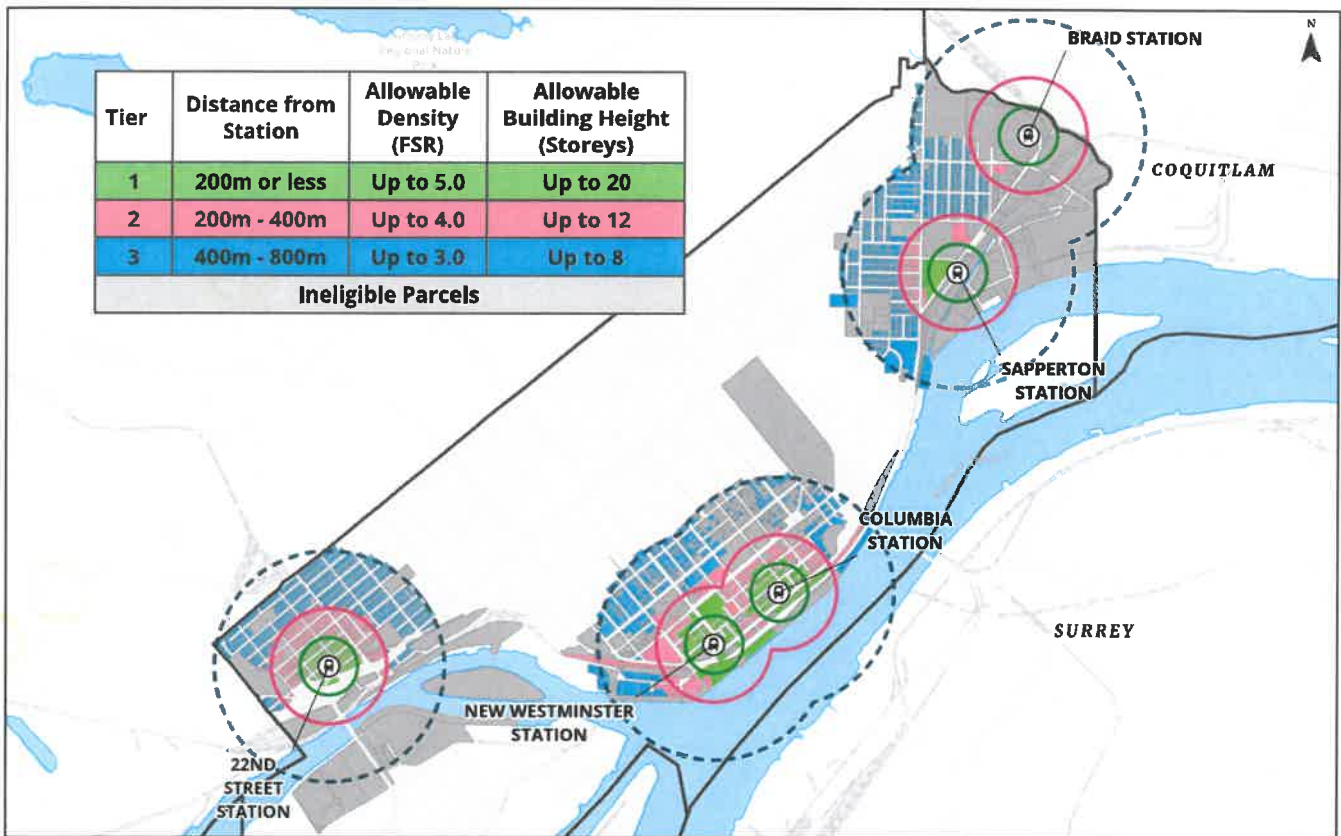 Regional Nature
Park
N
BRAID STATION
COQUITLAM
Tier
Distance from
Station
Allowable
Density
(FSR)
Allowable
Building Height
(Storeys)
1 200m or less Up to 5.0 Up to 20
2 200m - 400m Up to 4.0 Up to 12
3 400m - 800m Up to 3.0 Up to 8
Ineligible Parcels
SAPPERTON
STATION
COLUMBIA
STATION
SURREY
NEW WESTMINSTER
STATION
22ND
STREET
STATION